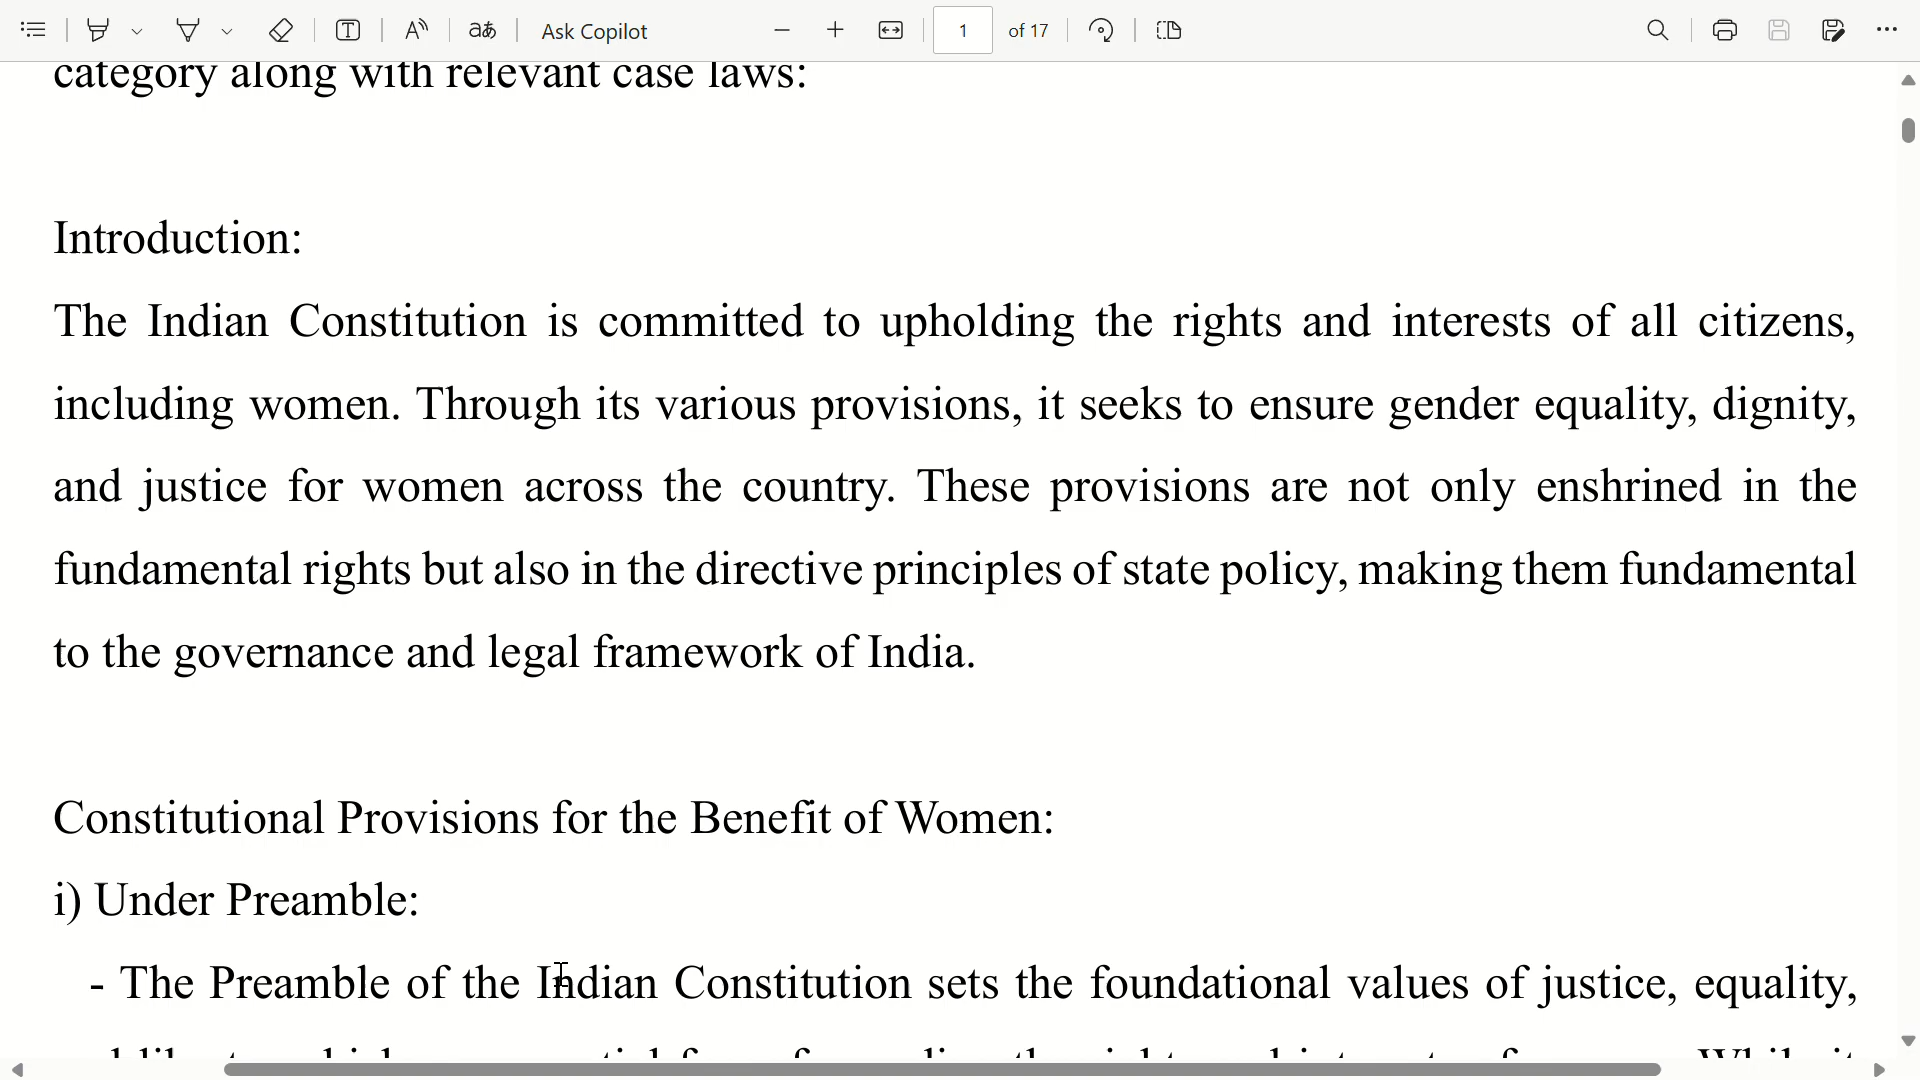 Ask Copilot
1 of 17
category along with relevant case laws:
Introduction:
The Indian Constitution is committed to upholding the rights and interests of all citizens,
including women. Through its various provisions, it seeks to ensure gender equality, dignity,
and justice for women across the country. These provisions are not only enshrined in the
fundamental rights but also in the directive principles of state policy, making them fundamental
to the governance and legal framework of India.
Constitutional Provisions for the Benefit of Women:
i) Under Preamble:
- The Preamble of the Indian Constitution sets the foundational values of justice, equality,